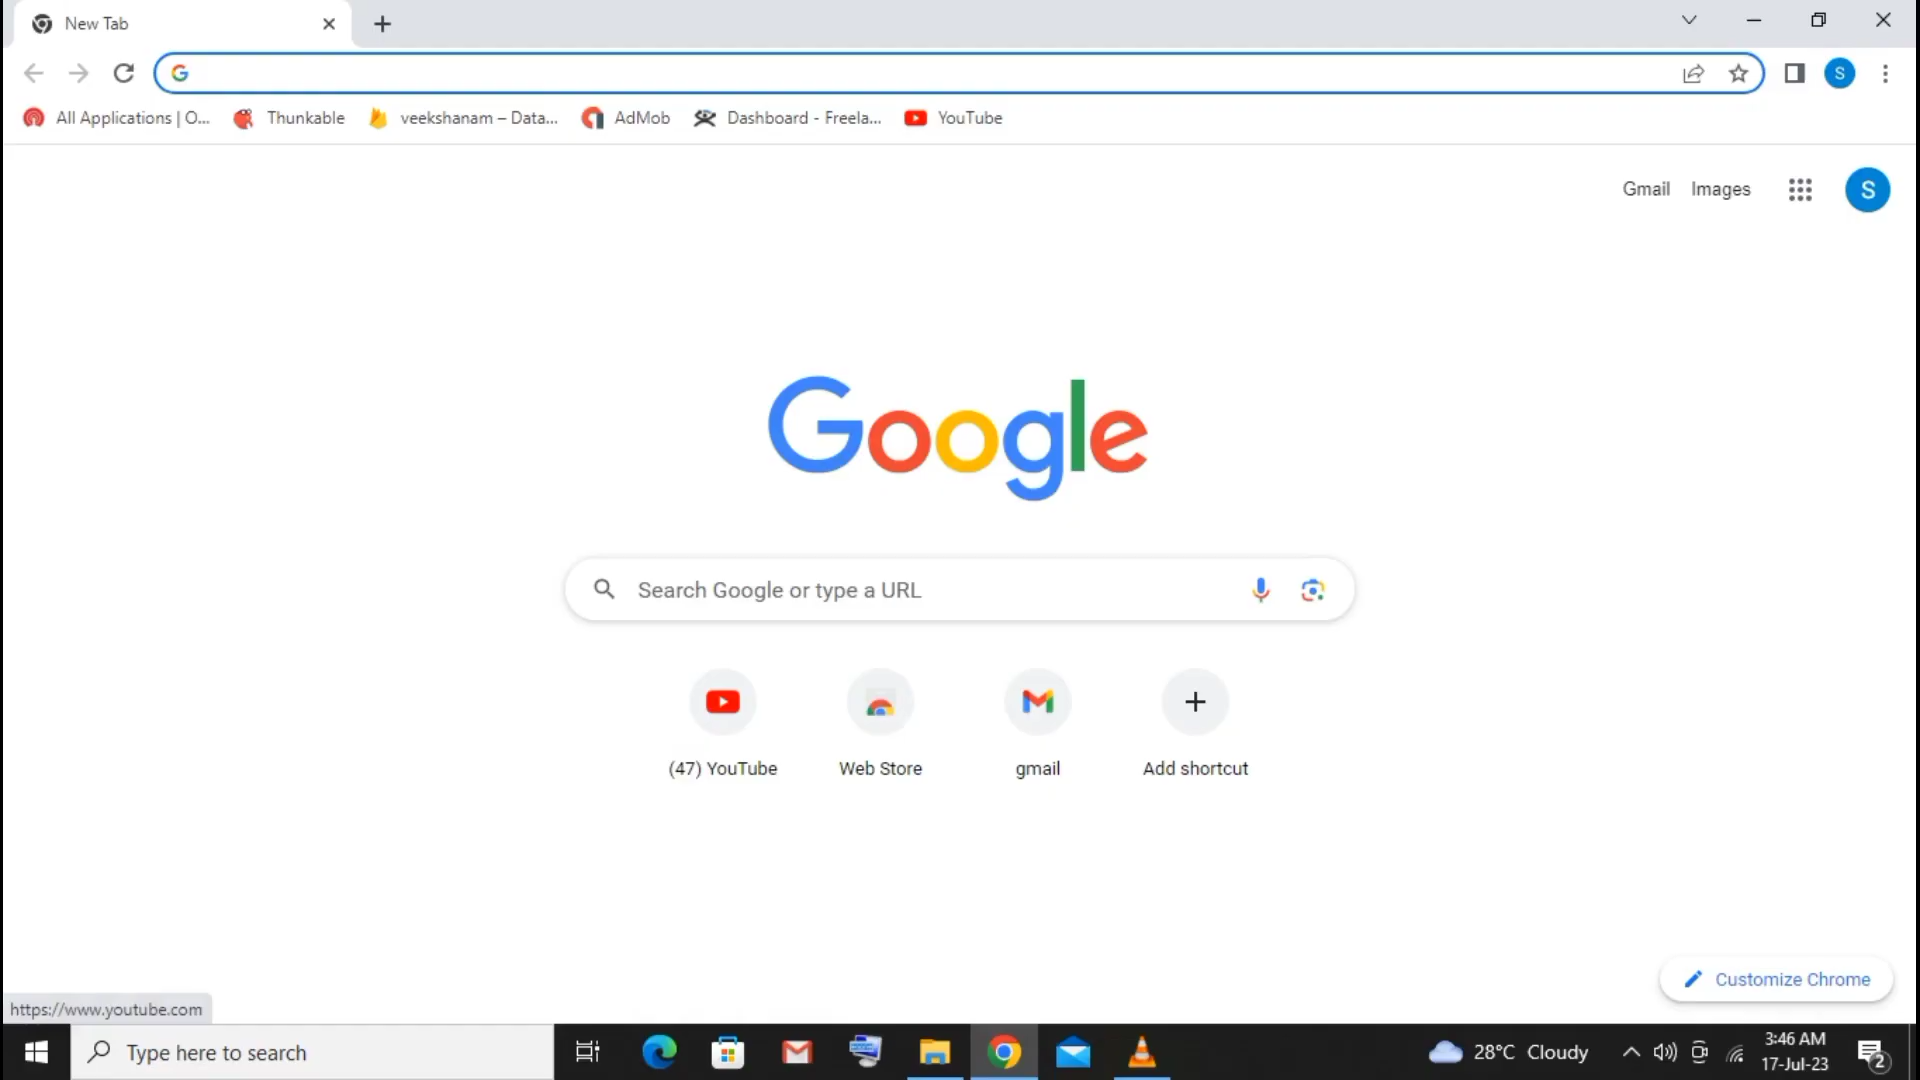 New Tab
All Applications | O...
Thunkable
veekshanam – Data...
AdMob
Dashboard - Freela...
YouTube
Gmail
Images
S
S
Google
Search Google or type a URL
(47) YouTube
Web Store
gmail
Add shortcut
Customize Chrome
https://www.youtube.com
Type here to search
28°C Cloudy
3:46 AM
17-Jul-23
2